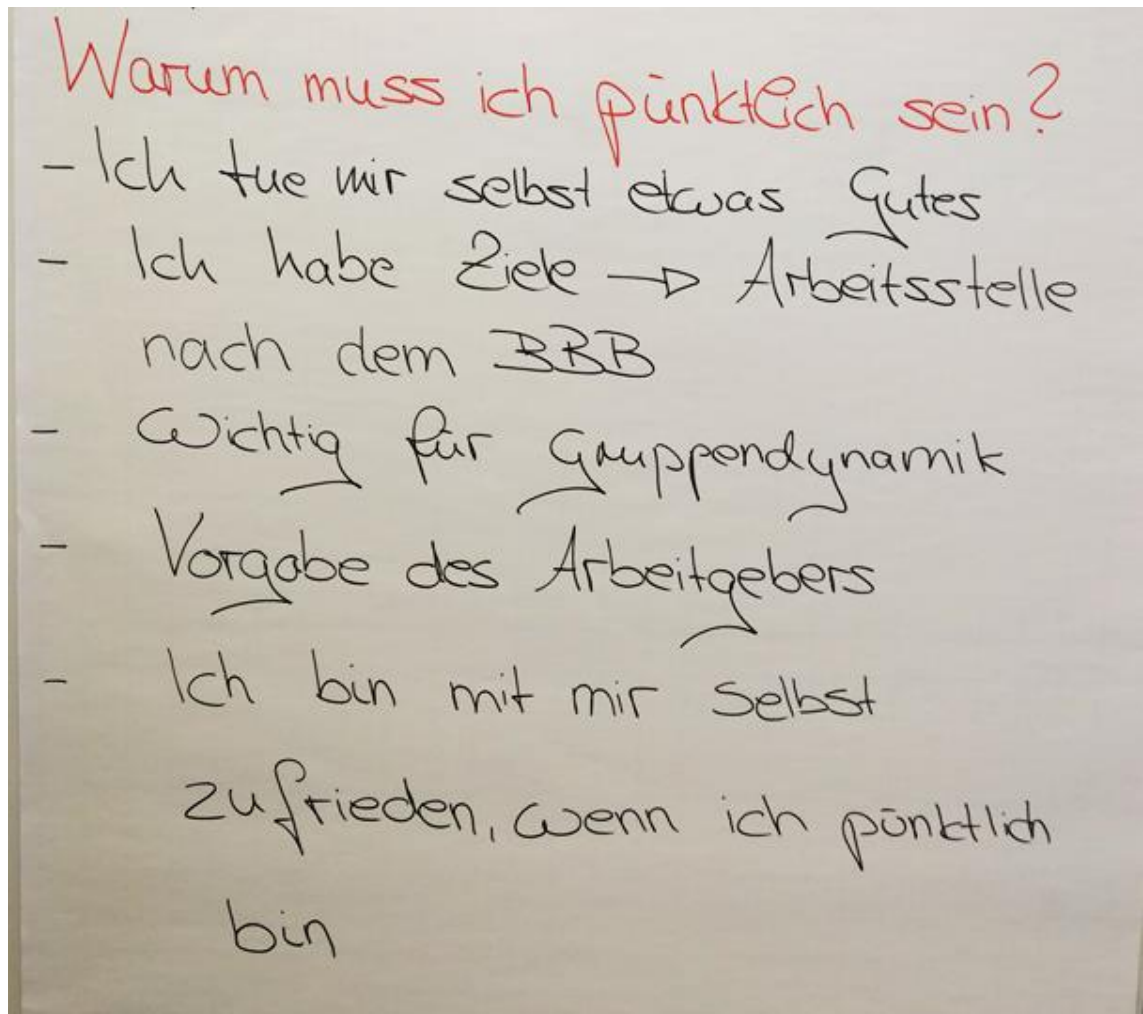 Warum muss ich pünktlich sein?
- Ich tue mir selbst etwas Gutes
- Ich habe Ziele → Arbeitsstelle
nach dem BBB
- Wichtig für Gruppendynamik
- Vorgabe des Arbeitgebers
- Ich bin mit mir selbst
zufrieden, wenn ich pünktlich
bin